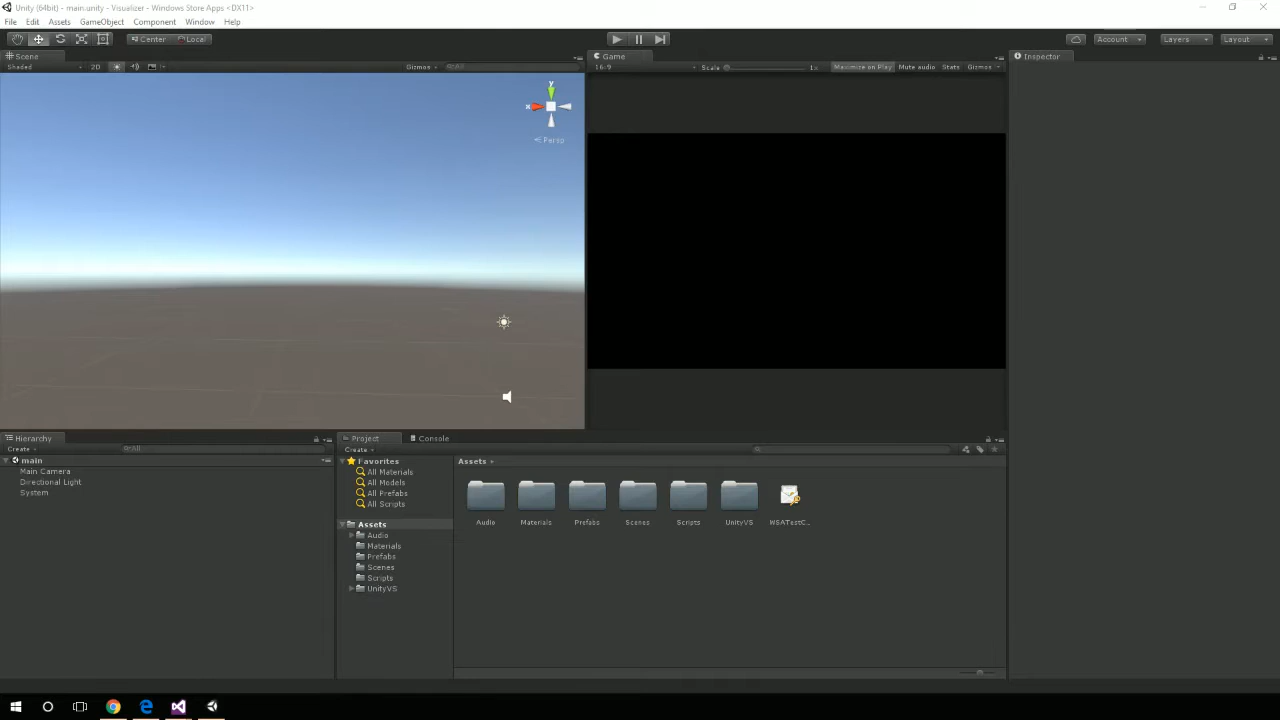 Unity (64bit) - main.unity - Visualizer - Windows Store Apps <DX11>
File Edit Assets GameObject Component Window Help
Center Local Account Layers Layout
Scene Game Inspector
Shaded 2D Gizmos All 16:9 Scale 1x Maximize on Play Mute audio Stats Gizmos
y
x
Persp
Hierarchy Project Console
Create All Create
main Favorites Assets
Main Camera All Materials
Directional Light All Models
System All Prefabs
All Scripts
Audio Materials Prefabs Scenes Scripts UnityVS WSATestC...
Assets
Audio
Materials
Prefabs
Scenes
Scripts
UnityVS